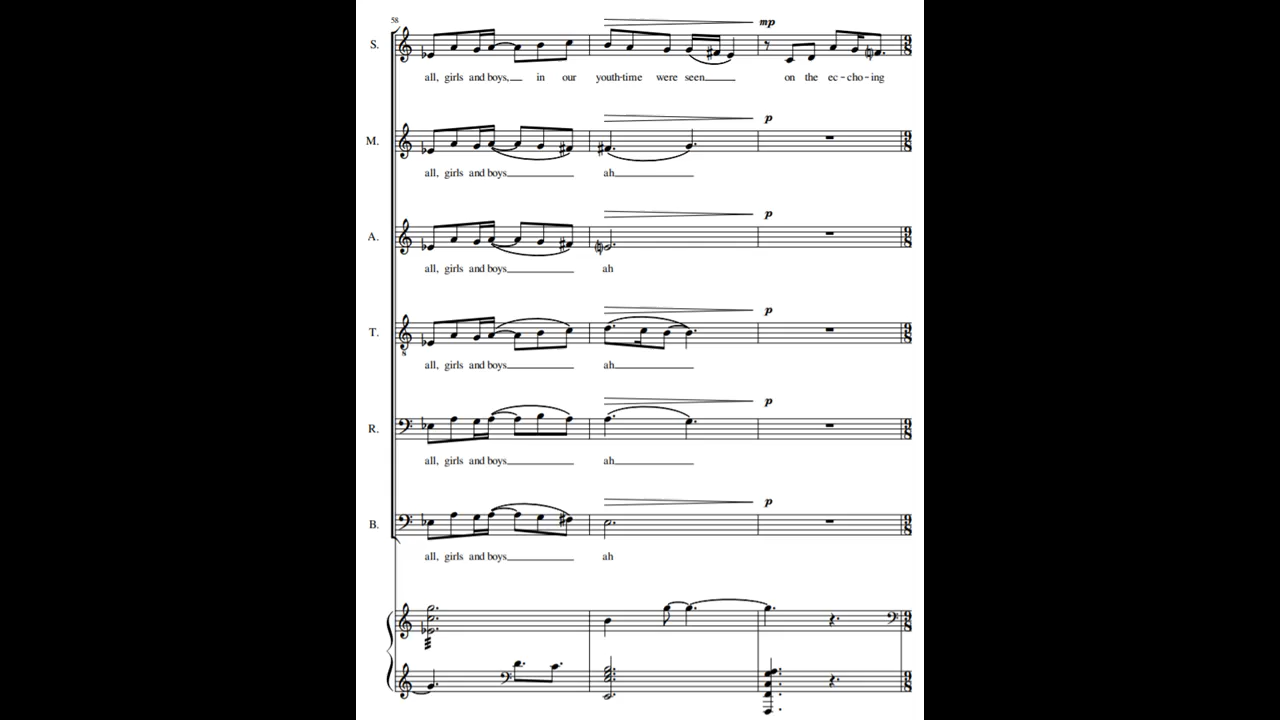 58
S.
mp
all, girls and boys, in our youth-time were seen on the ec-cho-ing
M.
p
all, girls and boys ah
A.
p
all, girls and boys ah
T.
p
8
all, girls and boys ah
R.
p
all, girls and boys ah
B.
p
all, girls and boys ah